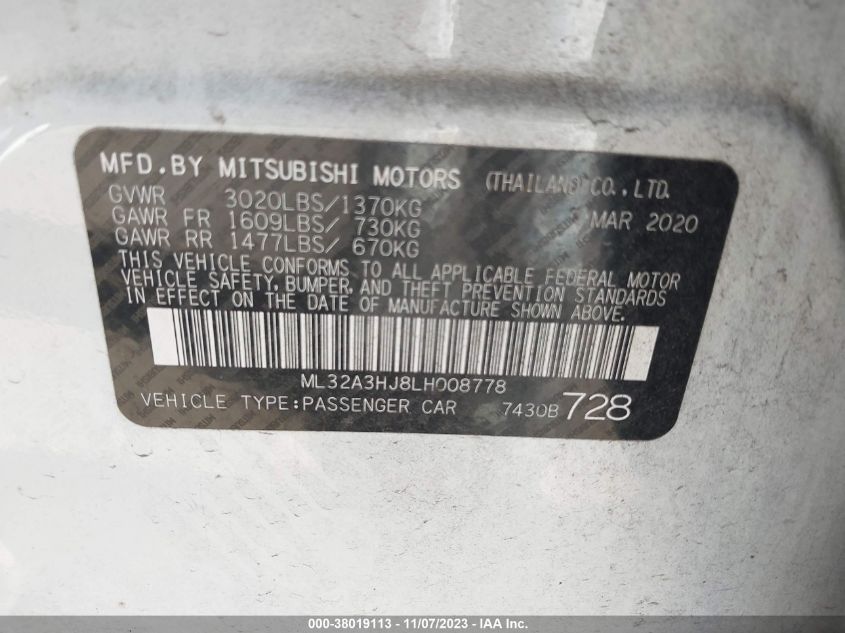 MFD.BY MITSUBISHI MOTORS (THAILAND) CO., LTD.
GVWR 3020LBS/1370KG MAR 2020
GAWR FR 1609LBS/ 730KG
GAWR RR 1477LBS/ 670KG
THIS VEHICLE CONFORMS TO ALL APPLICABLE FEDERAL MOTOR
VEHICLE SAFETY, BUMPER, AND THEFT PREVENTION STANDARDS
IN EFFECT ON THE DATE OF MANUFACTURE SHOWN ABOVE.
ML32A3HJ8LH008778
VEHICLE TYPE:PASSENGER CAR 7430B 728
000-38019113 - 11/07/2023 - IAAI.com